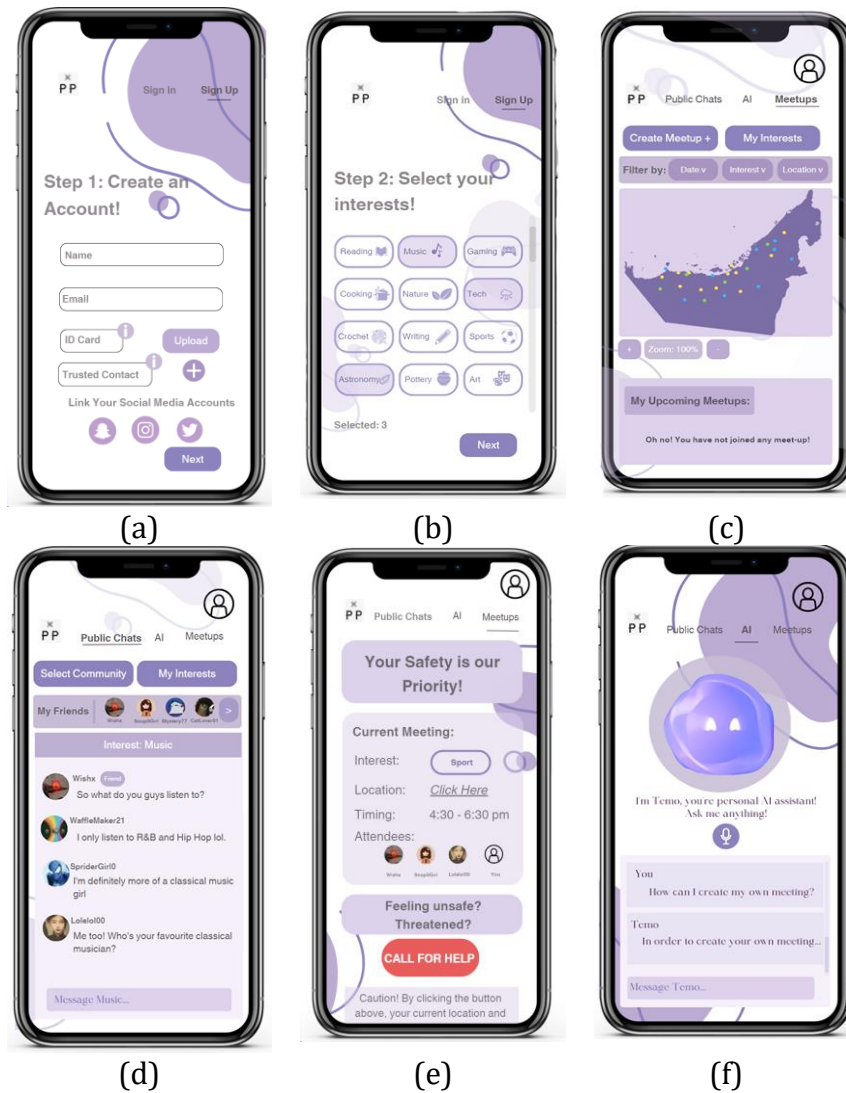 PP
Sign in
Sign Up
Step 1: Create an
Account!
Name
Email
ID Card
i
Upload
Trusted Contact
i
+
Link Your Social Media Accounts
Next
(a)
PP
Sign in
Sign Up
Step 2: Select your
interests!
Reading
Music
Gaming
Cooking
Nature
Tech
Crochet
Writing
Sports
Astronomy
Pottery
Art
Selected: 3
Next
(b)
PP
Public Chats
AI
Meetups
Create Meetup +
My Interests
Filter by:
Date v
Interest v
Location v
+
Zoom: 100%
-
My Upcoming Meetups:
Oh no! You have not joined any meet-up!
(c)
PP
Public Chats
AI
Meetups
Select Community
My Interests
My Friends
Wishx
Mystery77
>
Interest: Music
Wishx
Friend
So what do you guys listen to?
WaffleMaker21
I only listen to R&B and Hip Hop lol.
SpriderGirl0
I'm definitely more of a classical music
girl
Lolelol00
Me too! Who's your favourite classical
musician?
Message Music...
(d)
PP
Public Chats
AI
Meetups
Your Safety is our
Priority!
Current Meeting:
Interest:
Sport
Location:
Click Here
Timing:
4:30 - 6:30 pm
Attendees:
Wishx
Lolelol00
You
Feeling unsafe?
Threatened?
CALL FOR HELP
Caution! By clicking the button
above, your current location and
(e)
PP
Public Chats
AI
Meetups
I'm Temo, you're personal AI assistant!
Ask me anything!
You
How can I create my own meeting?
Temo
In order to create your own meeting...
Message Temo...
(f)